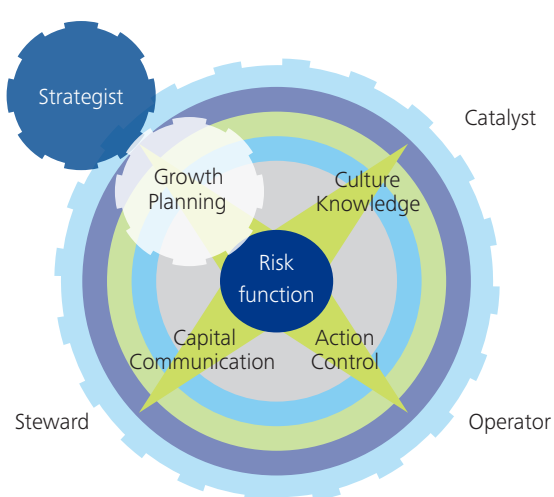 Strategist
Catalyst
Growth
Planning
Culture
Knowledge
Risk
function
Capital
Communication
Action
Control
Steward
Operator